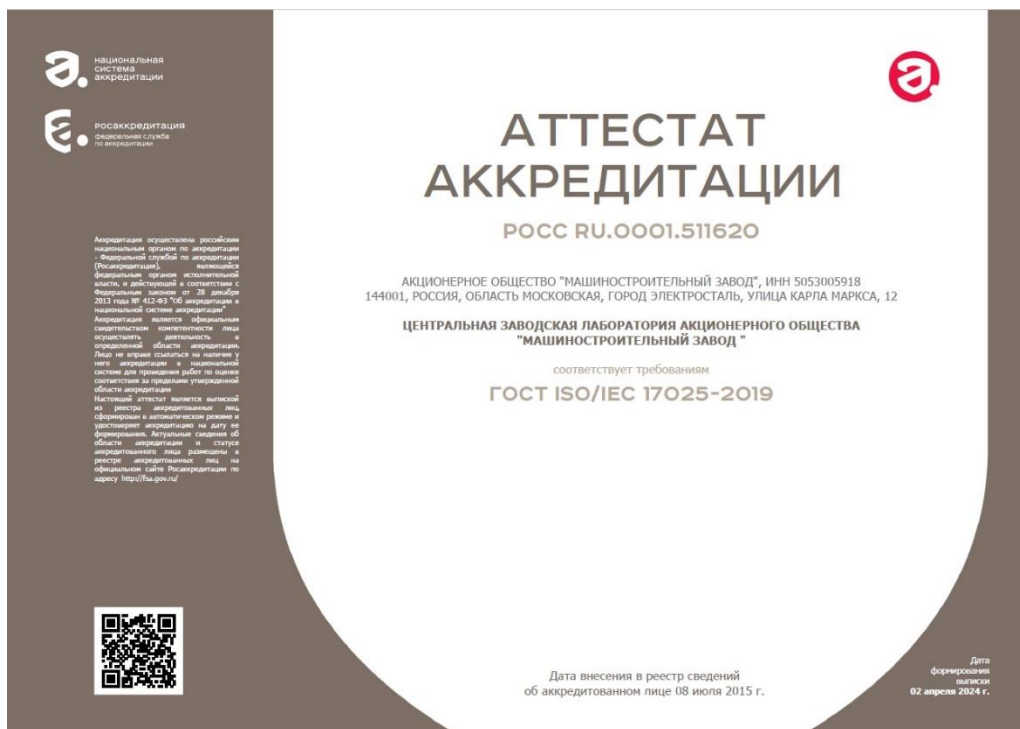 национальная
система
аккредитации
росаккредитация
федеральная служба
по аккредитации
Аккредитация осуществлена российским
национальным органом по аккредитации
- Федеральной службой по аккредитации
(Росаккредитация), являющейся
федеральным органом исполнительной
власти, и действующей в соответствии с
Федеральным законом от 28 декабря
2013 года № 412-ФЗ "Об аккредитации в
национальной системе аккредитации"
Аккредитация является официальным
свидетельством компетентности лица
осуществлять деятельность в
определенной области аккредитации.
Лицо не вправе ссылаться на наличие у
него аккредитации в национальной
системе для проведения работ по оценке
соответствия за пределами утвержденной
области аккредитации
Настоящий аттестат является выпиской
из реестра аккредитованных лиц,
сформирован в автоматическом режиме и
удостоверяет аккредитацию на дату ее
формирования. Актуальные сведения об
области аккредитации и статусе
аккредитованного лица размещены в
реестре аккредитованных лиц на
официальном сайте Росаккредитации по
адресу http://fsa.gov.ru/
АТТЕСТАТ
АККРЕДИТАЦИИ
РОСС RU.0001.511620
АКЦИОНЕРНОЕ ОБЩЕСТВО "МАШИНОСТРОИТЕЛЬНЫЙ ЗАВОД", ИНН 5053005918
144001, РОССИЯ, ОБЛАСТЬ МОСКОВСКАЯ, ГОРОД ЭЛЕКТРОСТАЛЬ, УЛИЦА КАРЛА МАРКСА, 12
ЦЕНТРАЛЬНАЯ ЗАВОДСКАЯ ЛАБОРАТОРИЯ АКЦИОНЕРНОГО ОБЩЕСТВА
"МАШИНОСТРОИТЕЛЬНЫЙ ЗАВОД "
соответствует требованиям
ГОСТ ISO/IEC 17025-2019
Дата внесения в реестр сведений
об аккредитованном лице 08 июля 2015 г.
Дата
формирования
выписки
02 апреля 2024 г.